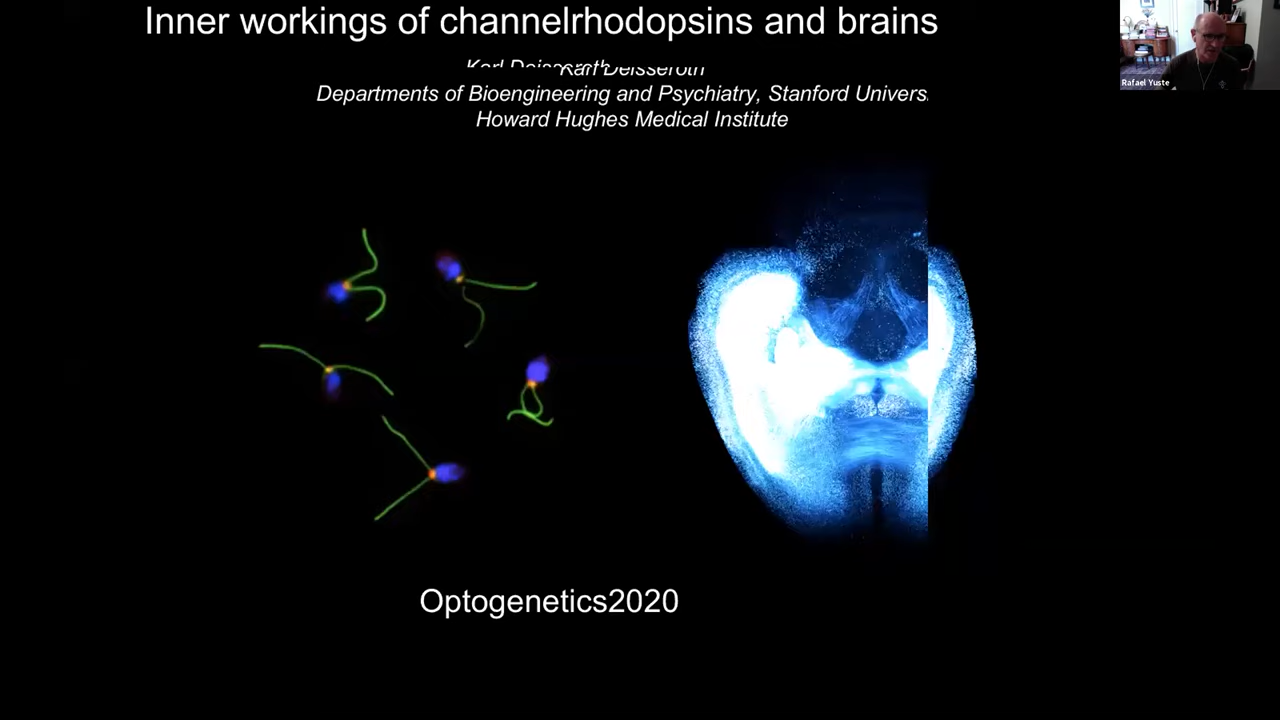 Inner workings of channelrhodopsins and brains
Rafael Yuste
Karl Deisseroth
Departments of Bioengineering and Psychiatry, Stanford Univers
Howard Hughes Medical Institute
Optogenetics2020